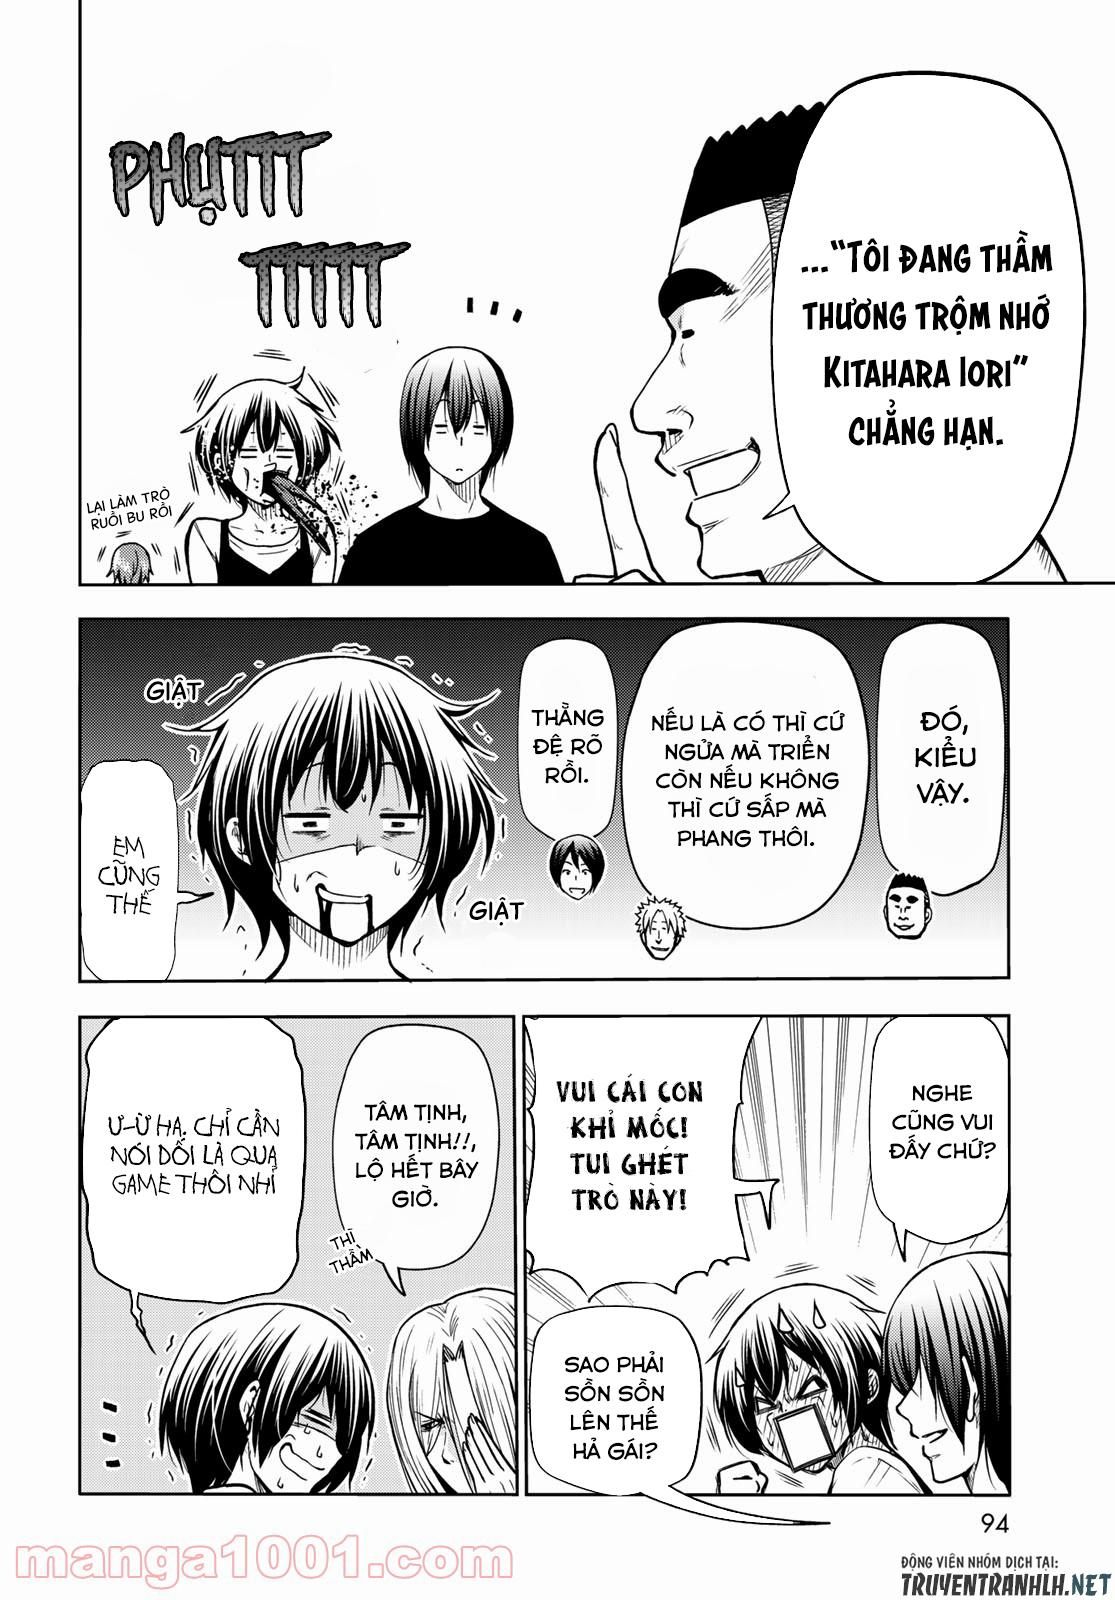 PHỤTTT
TTTTTT
…“TÔI ĐANG THẦM
THƯƠNG TRỘM NHỚ
KITAHARA IORI”
CHẲNG HẠN.
LẠI LÀM TRÒ
RUỒI BU RỒI
ĐÓ,
KIỂU
VẬY.
NẾU LÀ CÓ THÌ CỨ
NGỬA MÀ TRIỂN
CÒN NẾU KHÔNG
THÌ CỨ SẤP MÀ
PHANG THÔI.
THẰNG
ĐỆ RÕ
RỒI.
GIẬT
GIẬT
EM
CŨNG
THẾ
NGHE
CŨNG VUI
ĐẤY CHỨ?
VUI CÁI CON
KHỈ MỐC!
TUI GHÉT
TRÒ NÀY!
SAO PHẢI
SỒN SỒN
LÊN THẾ
HẢ GÁI?
TÂM TỊNH,
TÂM TỊNH!!,
LỘ HẾT BÂY
GIỜ.
THÌ
THẦM
Ư-Ừ HẠ. CHỈ CẦN
NÓI DỐI LÀ QUA
GAME THÔI NHỈ
94
manga1001.com
ĐỘNG VIÊN NHÓM DỊCH TẠI:
TRUYENTRANHLH.NET